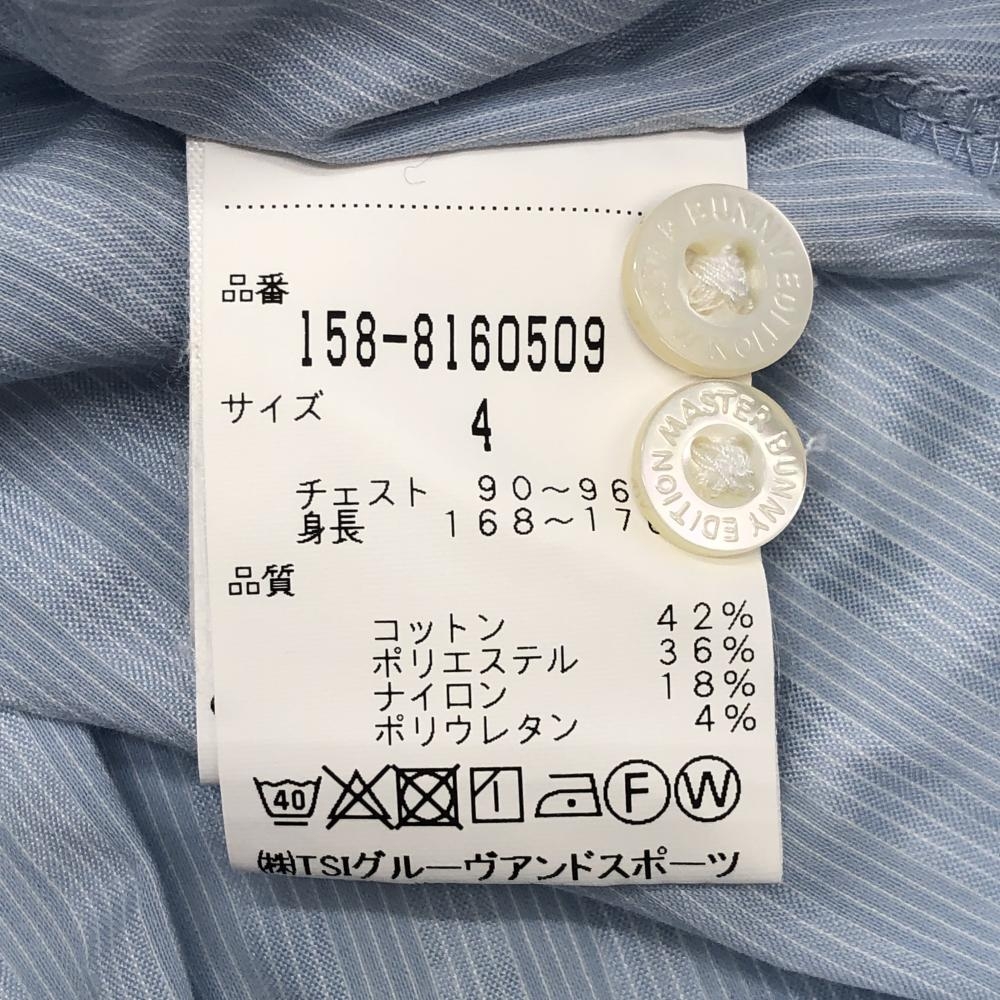 品番
158-8160509
サイズ
4
チェスト 90～96
身長 168～17
品質
コットン 42%
ポリエステル 36%
ナイロン 18%
ポリウレタン 4%
40 F W
㈱TSIグルーヴアンドスポーツ
BUNNY EDITION
MASTER BUNNY EDITION